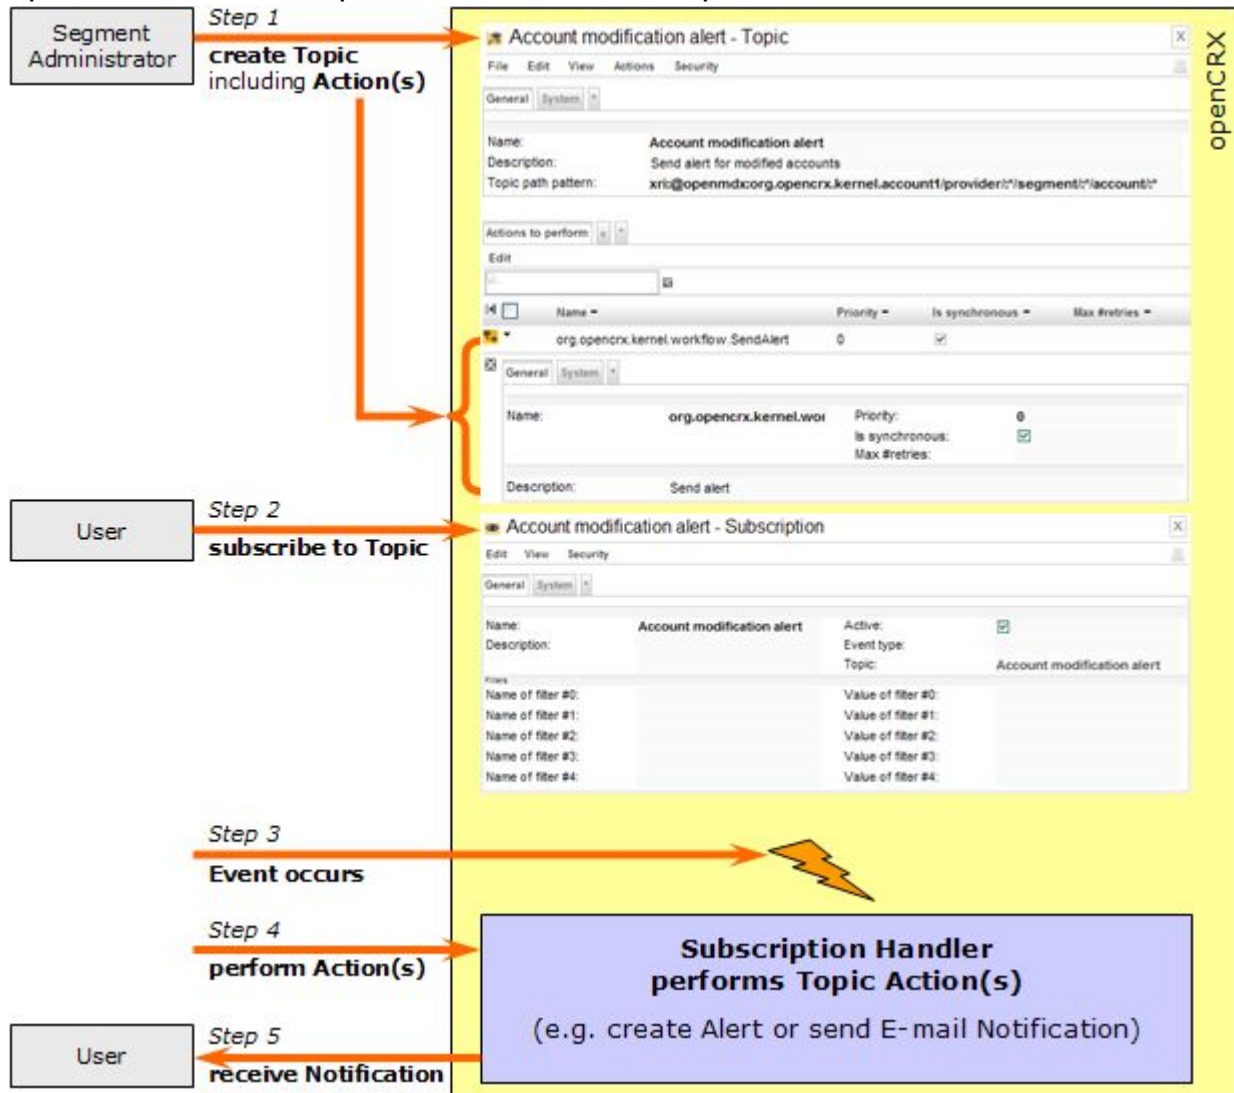 Segment
Administrator
Step 1
create Topic
including Action(s)
openCRX
Account modification alert - Topic
X
File Edit View Actions Security
General System *
Name: Account modification alert
Description: Send alert for modified accounts
Topic path pattern: xri:@openmdx:org.opencrx.kernel.account1/provider/:*/segment/:*/account/:*
Actions to perform
Edit
Name Priority Is synchronous Max #retries
org.opencrx.kernel.workflow.SendAlert 0
General System *
Name: org.opencrx.kernel.wor Priority: 0
Is synchronous:
Max #retries:
Description: Send alert
User
Step 2
subscribe to Topic
Account modification alert - Subscription
X
Edit View Security
General System *
Name: Account modification alert Active:
Description: Event type:
Topic: Account modification alert
Name of filter #0: Value of filter #0:
Name of filter #1: Value of filter #1:
Name of filter #2: Value of filter #2:
Name of filter #3: Value of filter #3:
Name of filter #4: Value of filter #4:
Step 3
Event occurs
Step 4
perform Action(s)
Subscription Handler
performs Topic Action(s)
(e.g. create Alert or send E-mail Notification)
User
Step 5
receive Notification